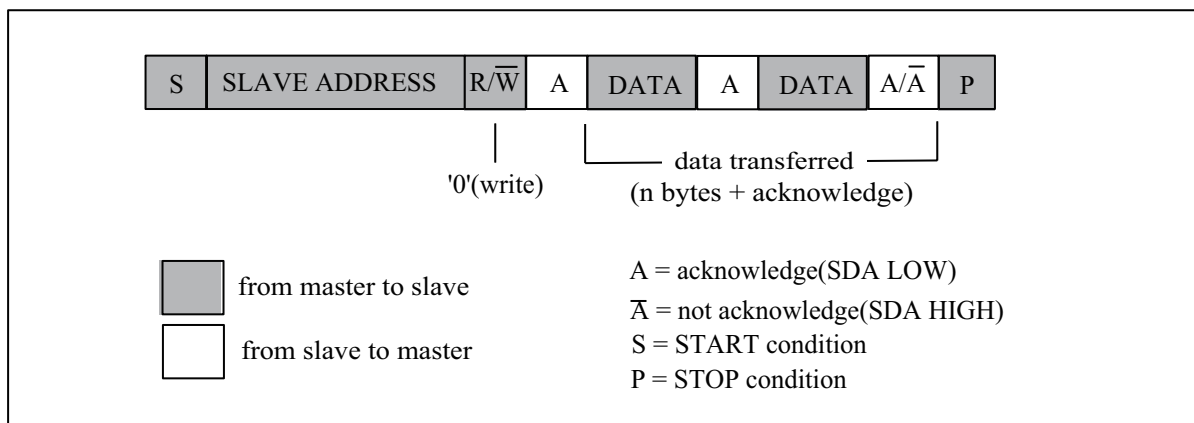 S SLAVE ADDRESS R/W̅ A DATA A DATA A/A̅ P
data transferred
'0'(write)
(n bytes + acknowledge)
from master to slave
from slave to master
A = acknowledge(SDA LOW)
A̅ = not acknowledge(SDA HIGH)
S = START condition
P = STOP condition